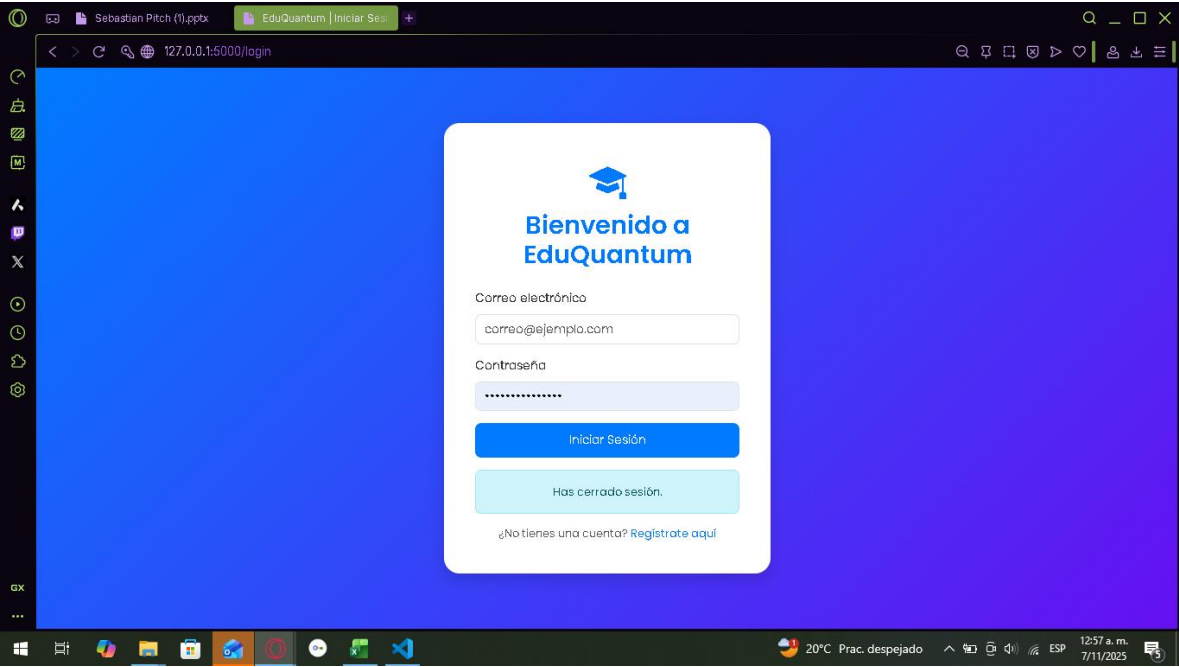 Sebastian Pitch (1).pptx
EduQuantum | Iniciar Sesi
127.0.0.1:5000/login
Bienvenido a
EduQuantum
Correo electrónico
correo@ejemplo.com
Contraseña
•••••••••••••••
Iniciar Sesión
Has cerrado sesión.
¿No tienes una cuenta? Regístrate aquí
GX
20°C Prac. despejado
ESP
12:57 a. m.
7/11/2025
5